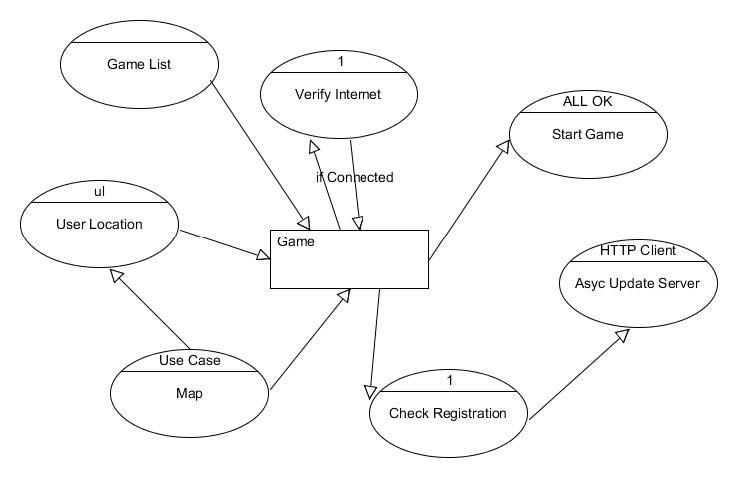 Game List
1
Verify Internet
ALL OK
Start Game
if Connected
ul
User Location
Game
HTTP Client
Asyc Update Server
Use Case
Map
1
Check Registration